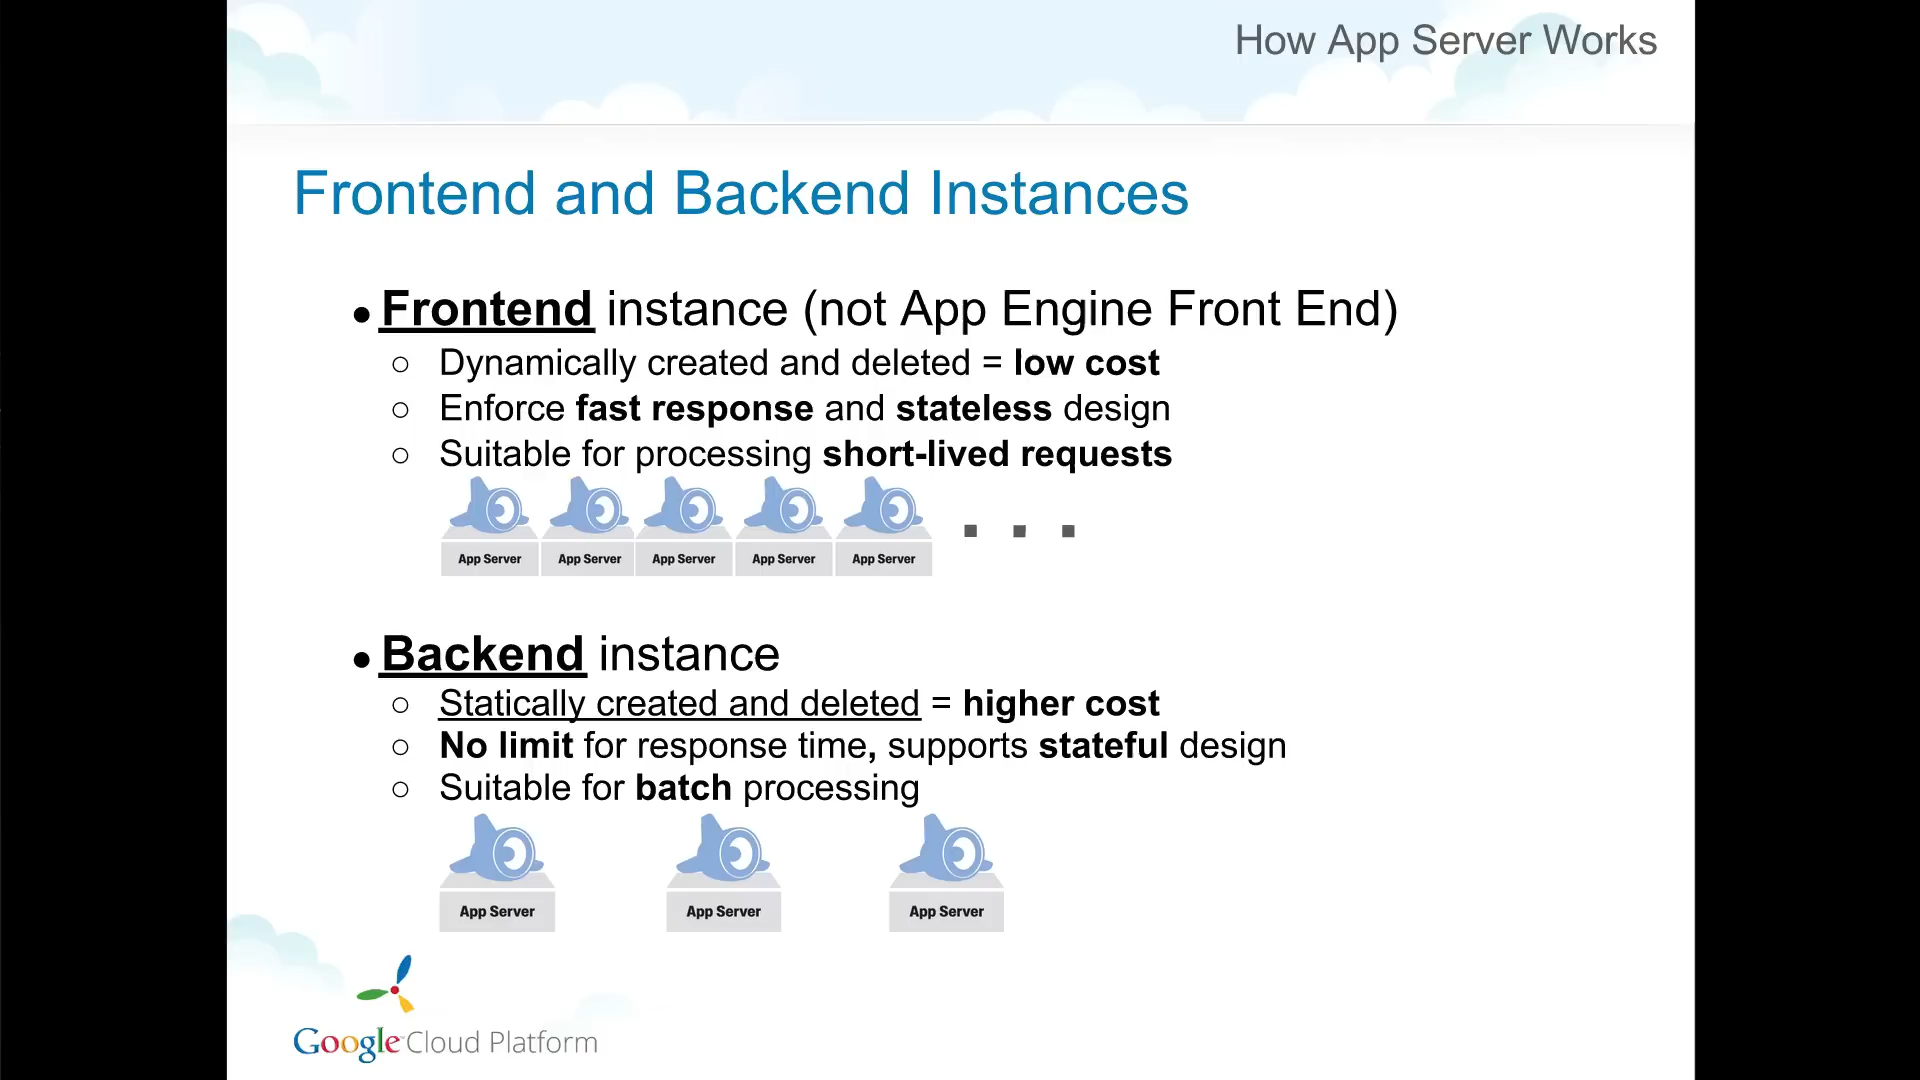 How App Server Works
Frontend and Backend Instances
● Frontend instance (not App Engine Front End)
○ Dynamically created and deleted = low cost
○ Enforce fast response and stateless design
○ Suitable for processing short-lived requests
App Server App Server App Server App Server App Server
● Backend instance
○ Statically created and deleted = higher cost
○ No limit for response time, supports stateful design
○ Suitable for batch processing
App Server App Server App Server
Google Cloud Platform